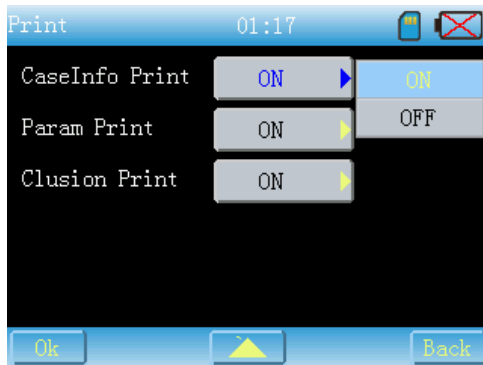 Print 01:17
CaseInfo Print ON ON
Param Print ON OFF
Clusion Print ON
Ok Back